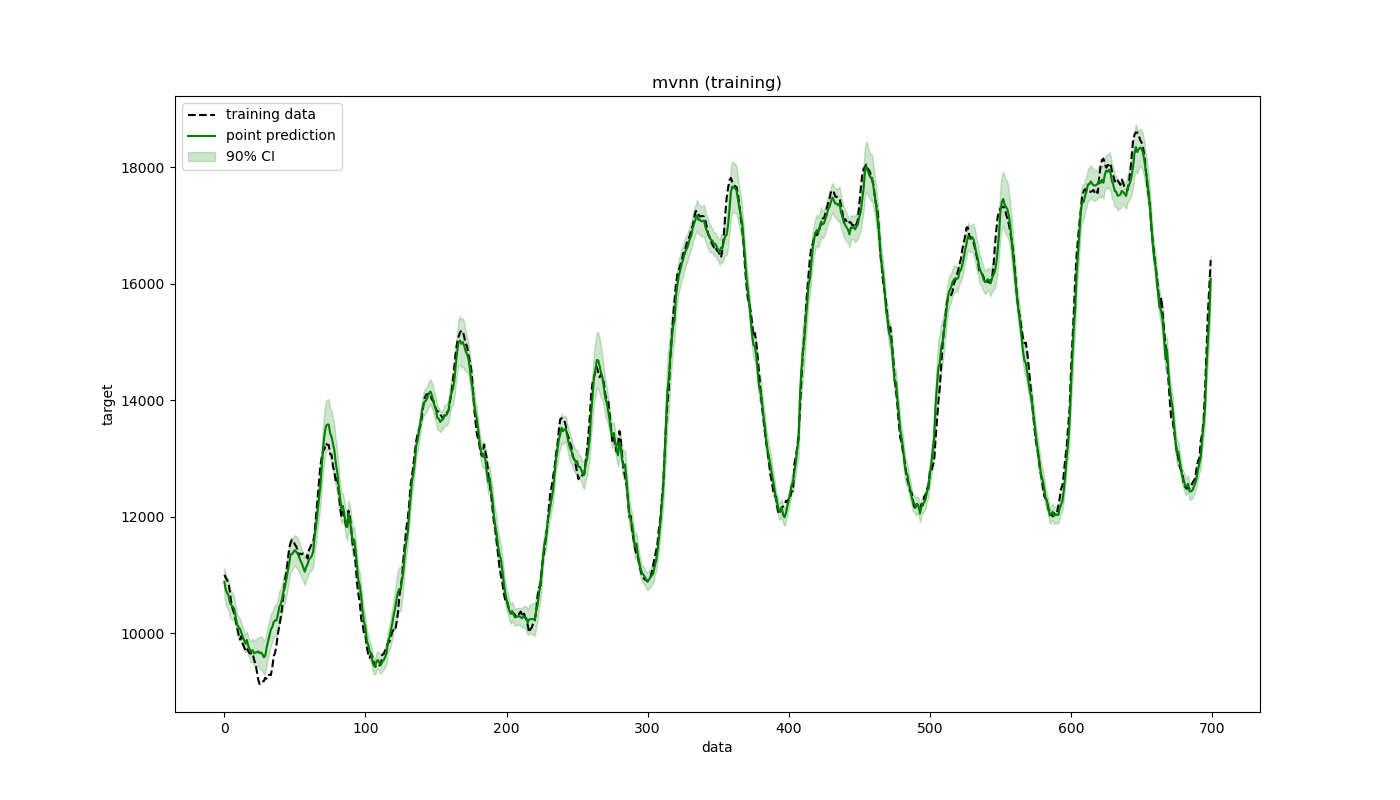 mvnn (training)
training data
point prediction
90% CI
18000
16000
14000
12000
10000
target
0 100 200 300 400 500 600 700
data